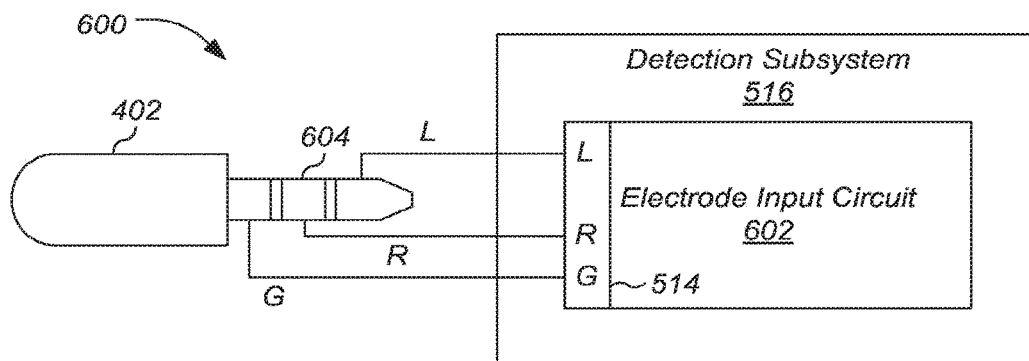 600
Detection Subsystem
516
402
604
L
L
Electrode Input Circuit
602
R
R
G
G
514